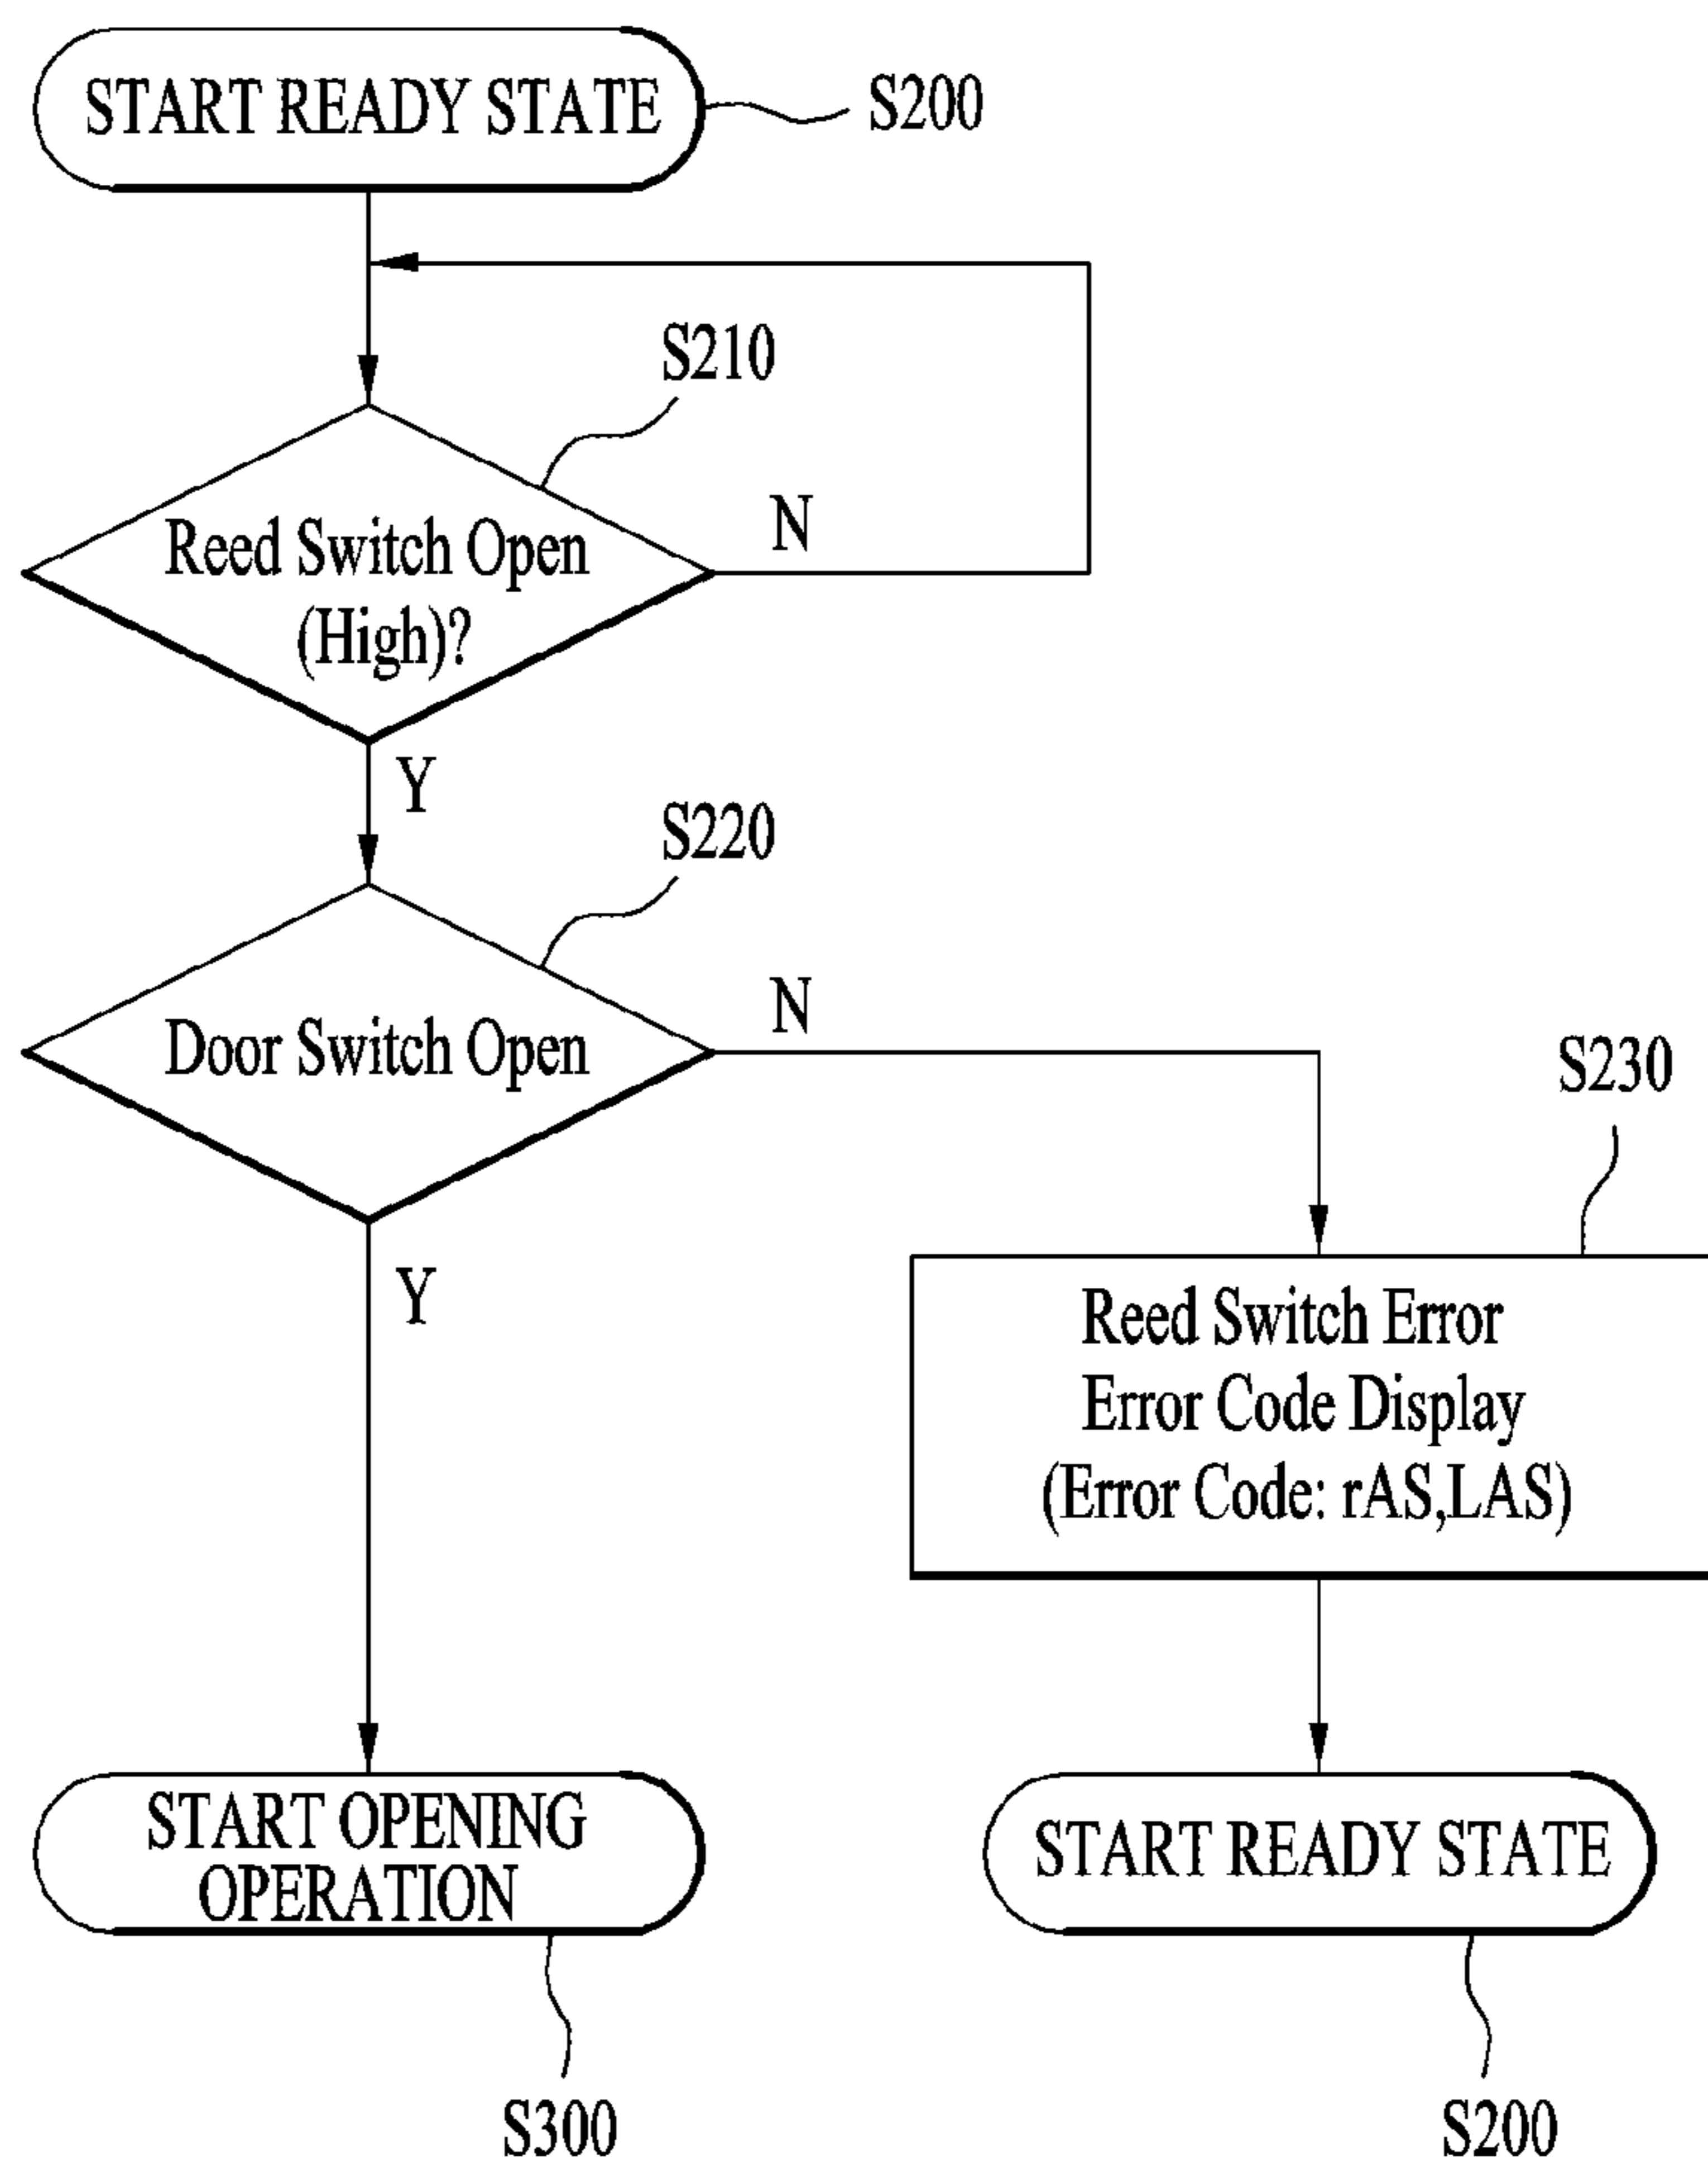 START READY STATE
S200
S210
Reed Switch Open
(High)?
N
Y
S220
Door Switch Open
N
Y
S230
Reed Switch Error
Error Code Display
(Error Code: rAS,LAS)
START OPENING
OPERATION
START READY STATE
S300
S200